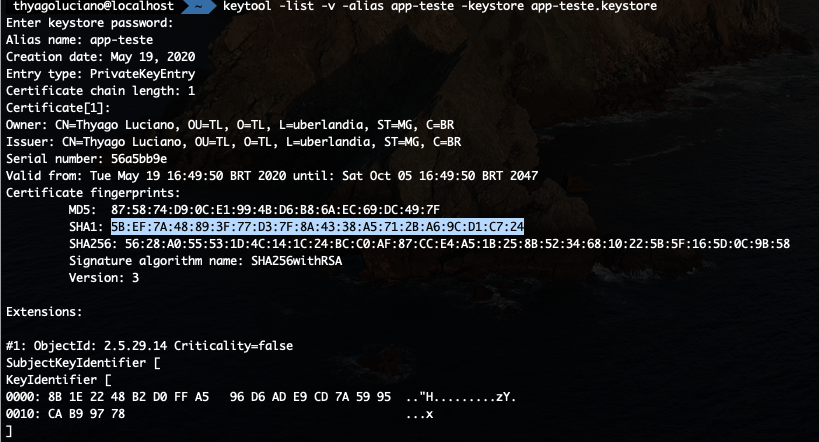 thyagoluciano@localhost ~ keytool -list -v -alias app-teste -keystore app-teste.keystore
Enter keystore password:
Alias name: app-teste
Creation date: May 19, 2020
Entry type: PrivateKeyEntry
Certificate chain length: 1
Certificate[1]:
Owner: CN=Thyago Luciano, OU=TL, O=TL, L=uberlandia, ST=MG, C=BR
Issuer: CN=Thyago Luciano, OU=TL, O=TL, L=uberlandia, ST=MG, C=BR
Serial number: 56a5bb9e
Valid from: Tue May 19 16:49:50 BRT 2020 until: Sat Oct 05 16:49:50 BRT 2047
Certificate fingerprints:
MD5: 87:58:74:D9:0C:E1:99:4B:D6:B8:6A:EC:69:DC:49:7F
SHA1: 5B:EF:7A:48:89:3F:77:D3:7F:8A:43:38:A5:71:2B:A6:9C:D1:C7:24
SHA256: 56:28:A0:55:53:1D:4C:14:1C:24:BC:C0:AF:87:CC:E4:A5:1B:25:8B:52:34:68:10:22:5B:5F:16:5D:0C:9B:58
Signature algorithm name: SHA256withRSA
Version: 3
Extensions:
#1: ObjectId: 2.5.29.14 Criticality=false
SubjectKeyIdentifier [
KeyIdentifier [
0000: 8B 1E 22 48 B2 D0 FF A5   96 D6 AD E9 CD 7A 59 95  .."H.........zY.
0010: CA B9 97 78                                        ...x
]